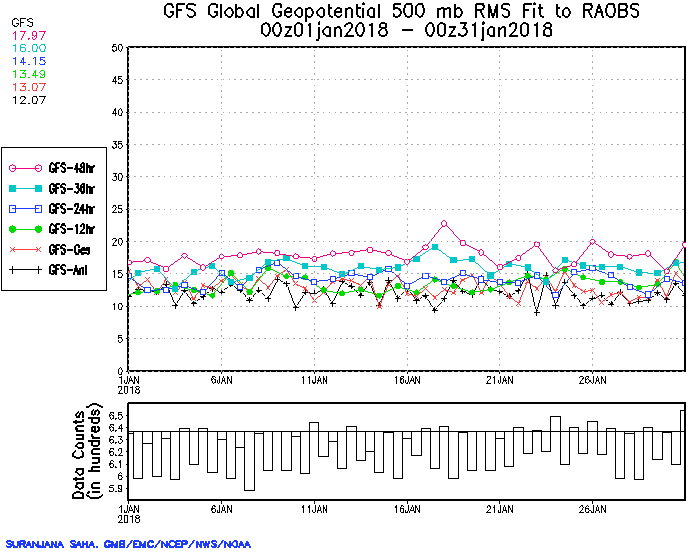 GFS Global Geopotential 500 mb RMS Fit to RAOBS
00z01jan2018 - 00z31jan2018
GFS
17.97
16.00
14.15
13.49
13.07
12.07
GFS-48hr
GFS-36hr
GFS-24hr
GFS-12hr
GFS-Ges
GFS-Anl
50
45
40
35
30
25
20
15
10
5
0
1JAN 6JAN 11JAN 16JAN 21JAN 26JAN
2018
Data Counts
(in hundreds)
6.5
6.4
6.3
6.2
6.1
6
5.9
1JAN 6JAN 11JAN 16JAN 21JAN 26JAN
2018
SURANJANA SAHA, GMB/EMC/NCEP/NWS/NOAA